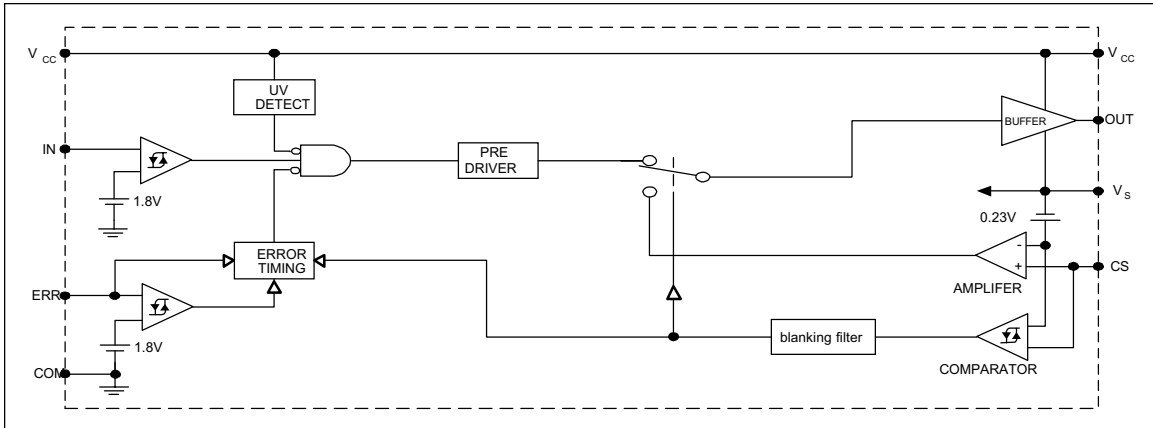 V CC
V CC
UV
DETECT
BUFFER
OUT
IN
PRE
DRIVER
1.8V
V S
0.23V
-
+
ERROR
TIMING
CS
AMPLIFER
ERR
blanking filter
1.8V
COMPARATOR
COM